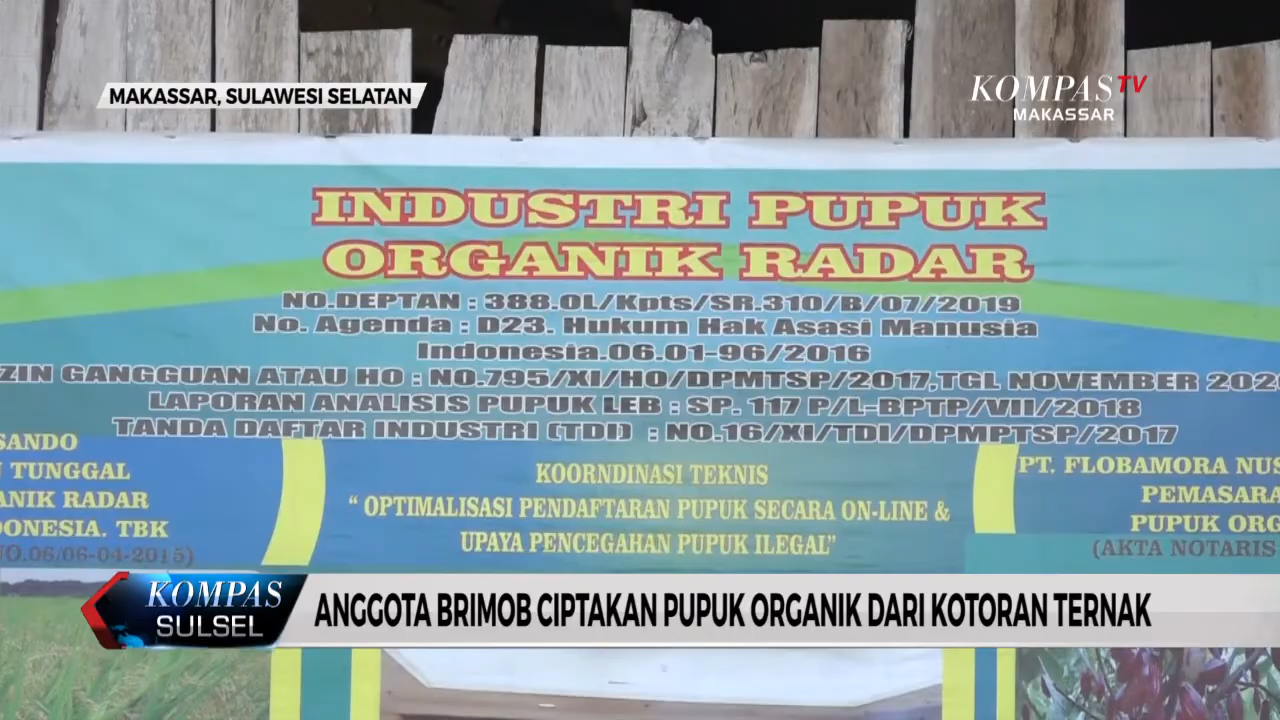 MAKASSAR, SULAWESI SELATAN
KOMPASTV
MAKASSAR
INDUSTRI PUPUK
ORGANIK RADAR
NO.DEPTAN : 388.OL/Kpts/SR.310/B/07/2019
No. Agenda : D23. Hukum Hak Asasi Manusia
Indonesia.06.01-96/2016
ZIN GANGGUAN ATAU HO : NO.795/XI/HO/DPMTSP/2017,TGL NOVEMBER 202
LAPORAN ANALISIS PUPUK LEB : SP. 117 P/L-BPTP/VII/2018
TANDA DAFTAR INDUSTRI (TDI) : NO.16/XI/TDI/DPMPTSP/2017
SANDO
TUNGGAL
ANIK RADAR
DONESIA. TBK
NO.06/06-04-2015)
KOORNDINASI TEKNIS
“ OPTIMALISASI PENDAFTARAN PUPUK SECARA ON-LINE &
UPAYA PENCEGAHAN PUPUK ILEGAL”
PT. FLOBAMORA NUS
PEMASARA
PUPUK ORG
(AKTA NOTARIS
KOMPAS
SULSEL
ANGGOTA BRIMOB CIPTAKAN PUPUK ORGANIK DARI KOTORAN TERNAK